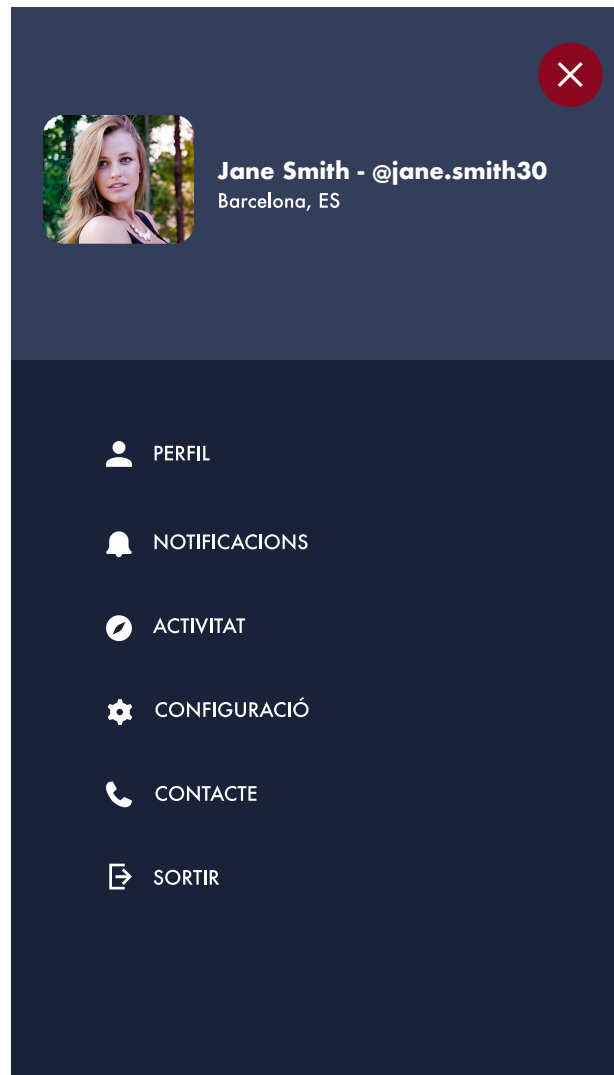 Jane Smith - @jane.smith30
Barcelona, ES
PERFIL
NOTIFICACIONS
ACTIVITAT
CONFIGURACIÓ
CONTACTE
SORTIR